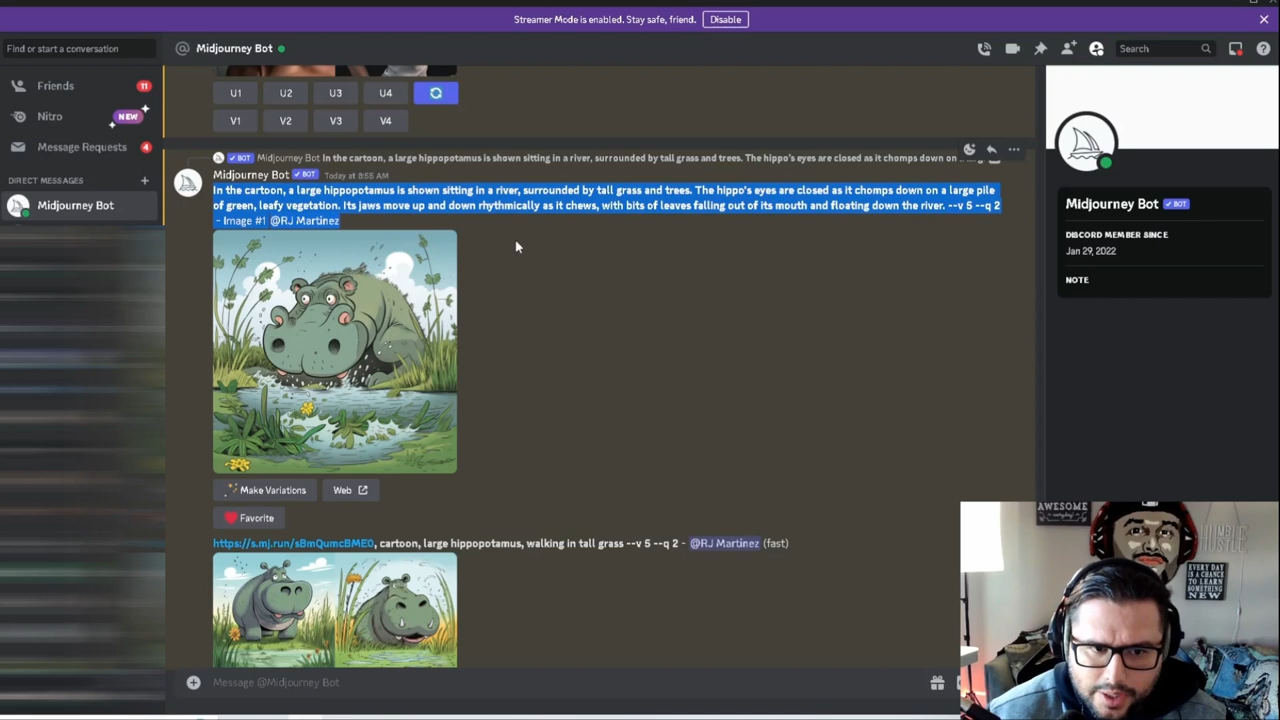 Streamer Mode is enabled. Stay safe, friend. Disable
Find or start a conversation
Midjourney Bot
Search
Friends 11
Nitro NEW
Message Requests 4
DIRECT MESSAGES
Midjourney Bot
U1 U2 U3 U4
V1 V2 V3 V4
BOT Midjourney Bot In the cartoon, a large hippopotamus is shown sitting in a river, surrounded by tall grass and trees. The hippo's eyes are closed as it chomps down on a large
Midjourney Bot BOT Today at 8:55 AM
In the cartoon, a large hippopotamus is shown sitting in a river, surrounded by tall grass and trees. The hippo's eyes are closed as it chomps down on a large pile
of green, leafy vegetation. Its jaws move up and down rhythmically as it chews, with bits of leaves falling out of its mouth and floating down the river. --v 5 --q 2
- Image #1 @RJ Martinez
Make Variations Web
Favorite
https://s.mj.run/sBmQumcBME0, cartoon, large hippopotamus, walking in tall grass --v 5 --q 2 - @RJ Martinez (fast)
Message @Midjourney Bot
Midjourney Bot BOT
DISCORD MEMBER SINCE
Jan 29, 2022
NOTE
AWESOME
HUMBLE
HUSTLE
EVERY DAY
IS A CHANCE
TO LEARN
SOMETHING
NEW